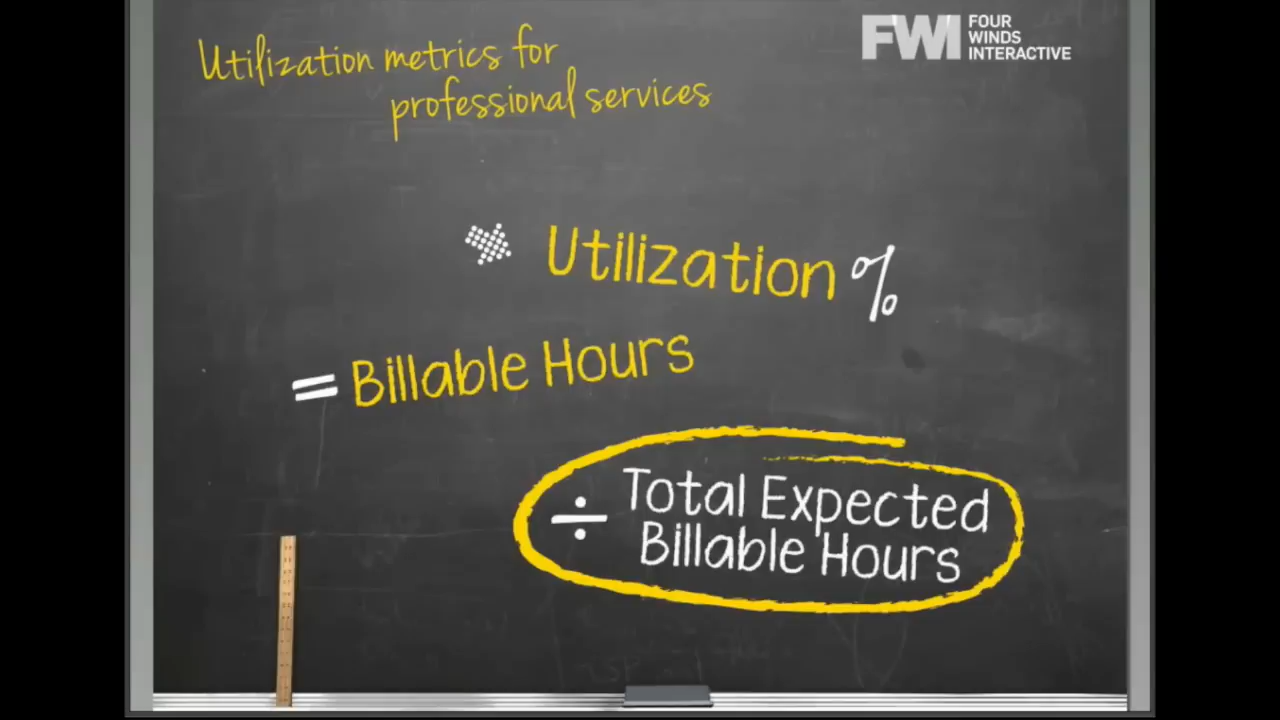 Utilization metrics for
professional services
FWI FOUR
WINDS
INTERACTIVE
Utilization %
= Billable Hours
÷ Total Expected
Billable Hours